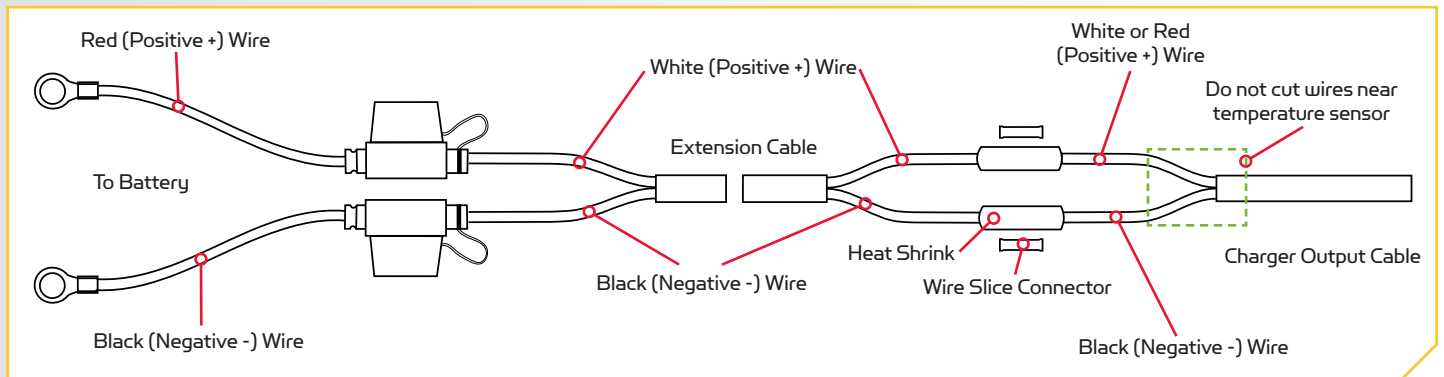 Red (Positive +) Wire
White (Positive +) Wire
White or Red
(Positive +) Wire
Do not cut wires near
temperature sensor
Extension Cable
To Battery
Heat Shrink
Wire Slice Connector
Charger Output Cable
Black (Negative -) Wire
Black (Negative -) Wire
Black (Negative -) Wire